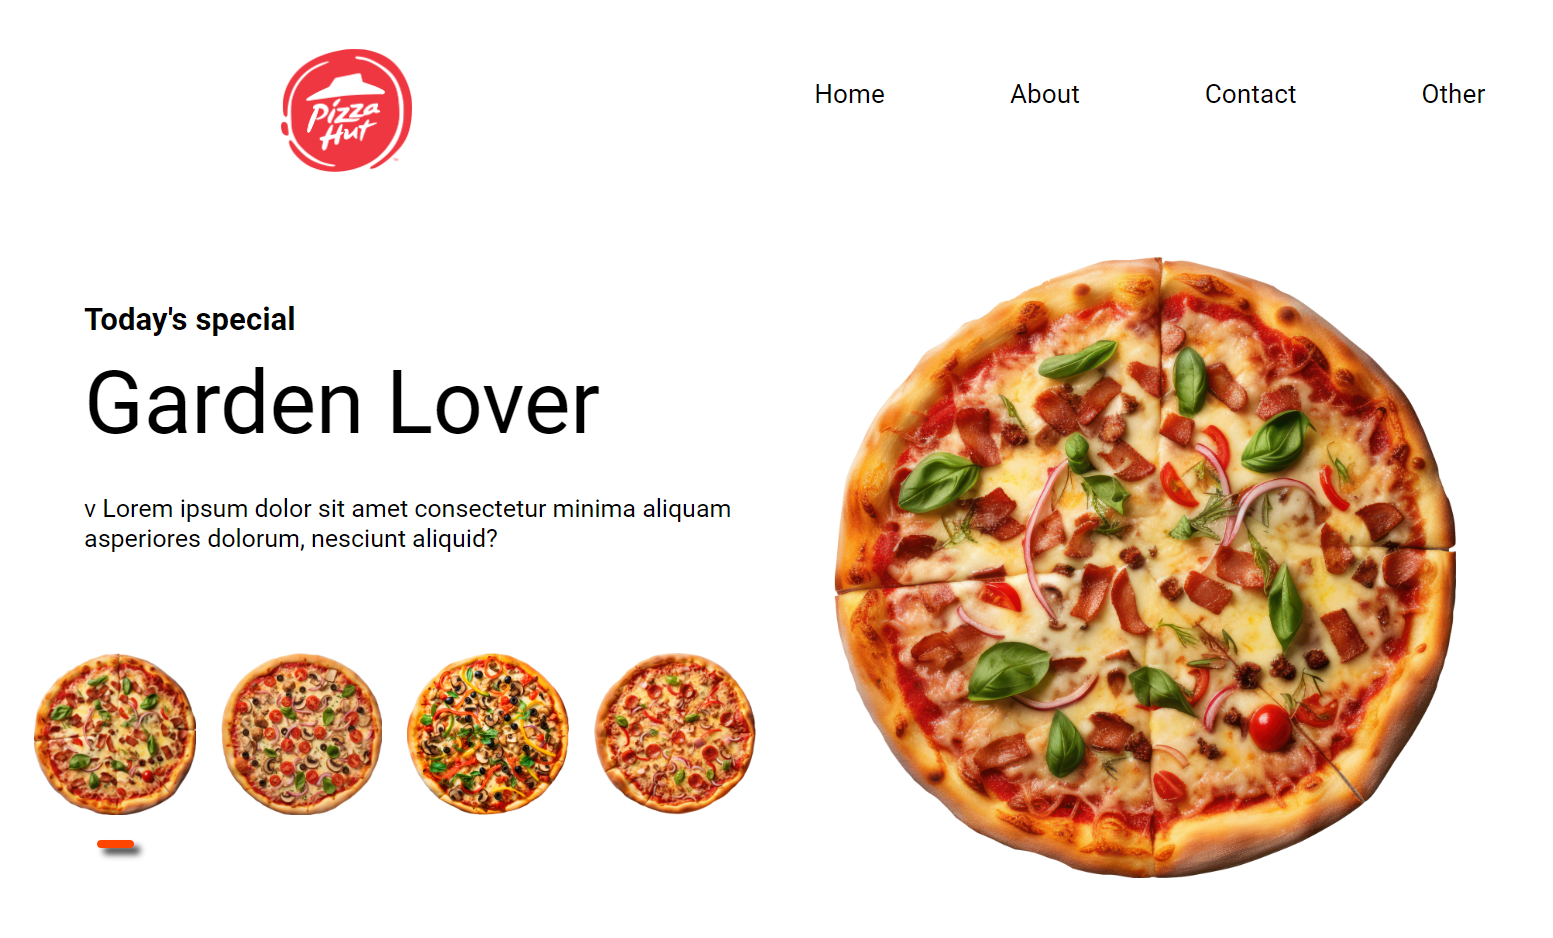 Pizza
Hut
Home
About
Contact
Other
Today's special
Garden Lover
v Lorem ipsum dolor sit amet consectetur minima aliquam
asperiores dolorum, nesciunt aliquid?